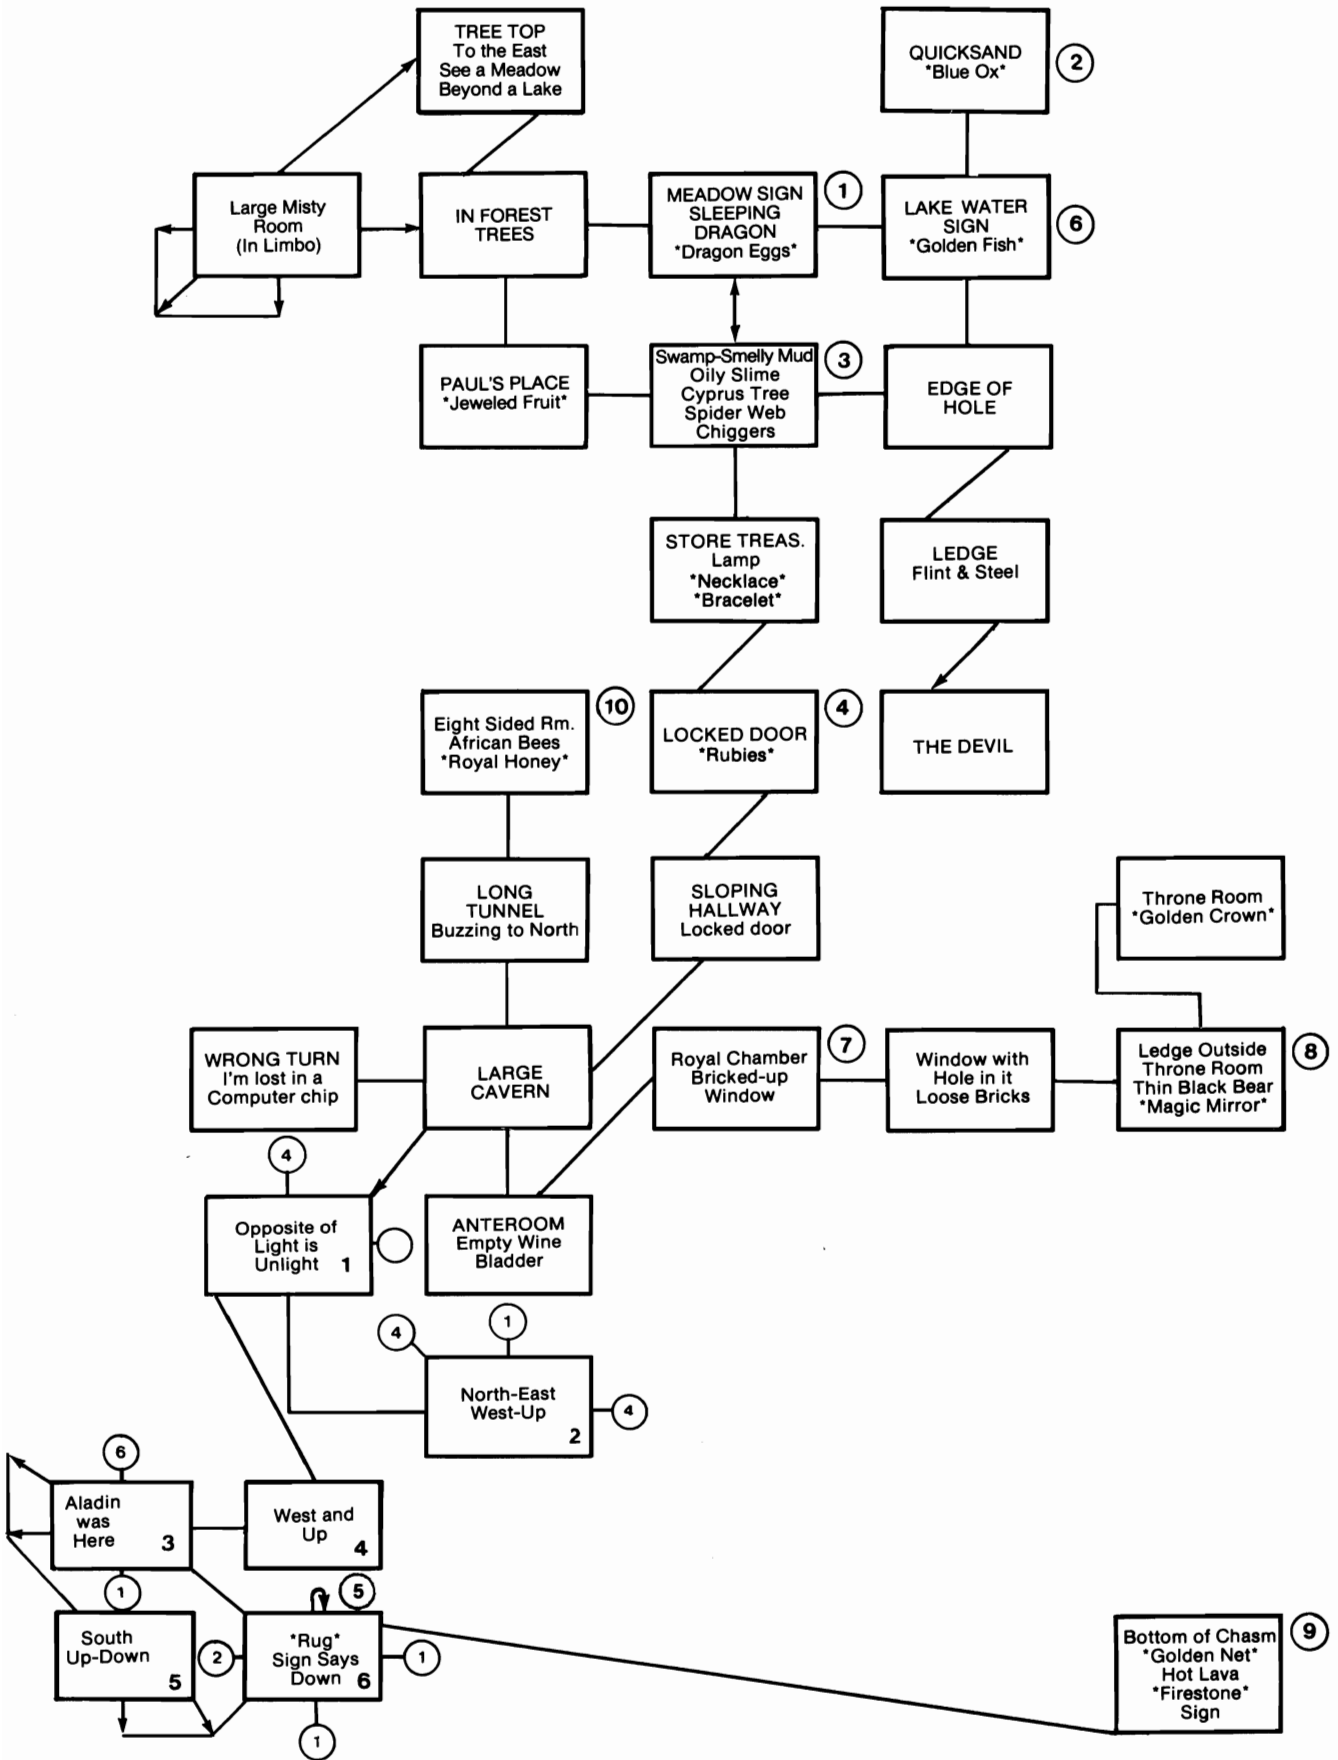 TREE TOP
To the East
See a Meadow
Beyond a Lake
QUICKSAND
*Blue Ox*
2
Large Misty
Room
(In Limbo)
IN FOREST
TREES
MEADOW SIGN
SLEEPING
DRAGON
*Dragon Eggs*
1
LAKE WATER
SIGN
*Golden Fish*
6
PAUL'S PLACE
*Jeweled Fruit*
Swamp-Smelly Mud
Oily Slime
Cyprus Tree
Spider Web
Chiggers
3
EDGE OF
HOLE
STORE TREAS.
Lamp
*Necklace*
*Bracelet*
LEDGE
Flint & Steel
Eight Sided Rm.
African Bees
*Royal Honey*
10
LOCKED DOOR
*Rubies*
4
THE DEVIL
LONG
TUNNEL
Buzzing to North
SLOPING
HALLWAY
Locked door
Throne Room
*Golden Crown*
WRONG TURN
I'm lost in a
Computer chip
LARGE
CAVERN
Royal Chamber
Bricked-up
Window
7
Window with
Hole in it
Loose Bricks
Ledge Outside
Throne Room
Thin Black Bear
*Magic Mirror*
8
4
Opposite of
Light is
Unlight 1
ANTEROOM
Empty Wine
Bladder
4
1
North-East
West-Up
2
4
6
Aladin
was
Here
3
West and
Up
4
1
5
South
Up-Down
5
2
*Rug*
Sign Says
Down 6
1
1
Bottom of Chasm
*Golden Net*
Hot Lava
*Firestone*
Sign
9